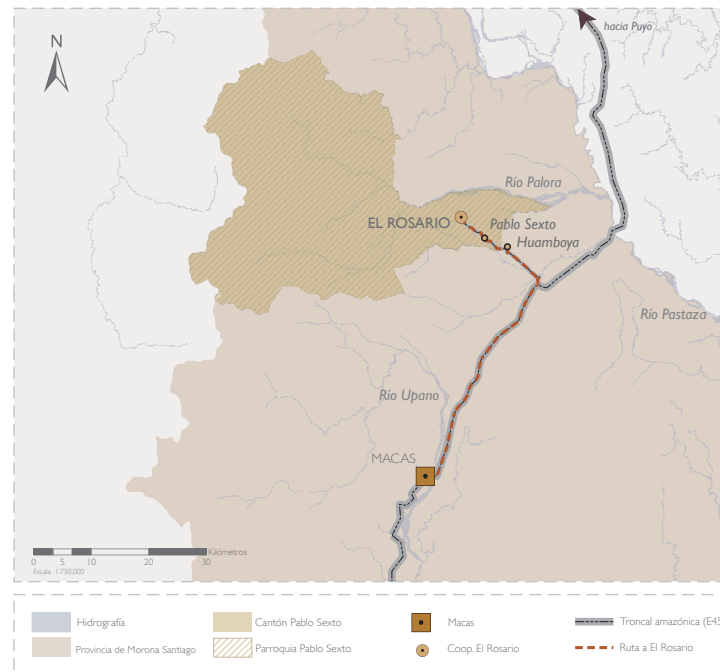 hacia Puyo
N
Río Palora
EL ROSARIO
Pablo Sexto
Huamboya
Río Pastaza
Río Upano
MACAS
Kilómetros
0 5 10 20 30
Escala 1:750,000
Hidrografía
Cantón Pablo Sexto
Macas
Troncal amazónica (E45
Provincia de Morona Santiago
Parroquia Pablo Sexto
Coop. El Rosario
Ruta a El Rosario